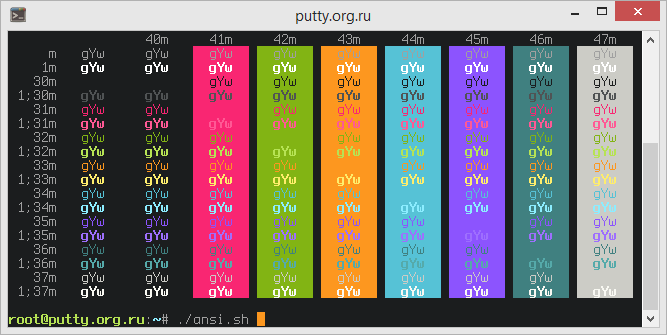 putty.org.ru
40m 41m 42m 43m 44m 45m 46m 47m
m gYw gYw gYw gYw gYw gYw gYw gYw gYw
1m gYw gYw gYw gYw gYw gYw gYw gYw gYw
30m gYw gYw gYw gYw gYw gYw gYw
1;30m gYw gYw gYw gYw gYw gYw gYw gYw gYw
31m gYw gYw gYw gYw gYw gYw gYw gYw
1;31m gYw gYw gYw gYw gYw gYw gYw gYw gYw
32m gYw gYw gYw gYw gYw gYw gYw gYw
1;32m gYw gYw gYw gYw gYw gYw gYw gYw gYw
33m gYw gYw gYw gYw gYw gYw gYw gYw
1;33m gYw gYw gYw gYw gYw gYw gYw gYw gYw
34m gYw gYw gYw gYw gYw gYw gYw gYw
1;34m gYw gYw gYw gYw gYw gYw gYw gYw gYw
35m gYw gYw gYw gYw gYw gYw gYw gYw
1;35m gYw gYw gYw gYw gYw gYw gYw gYw gYw
36m gYw gYw gYw gYw gYw gYw gYw gYw
1;36m gYw gYw gYw gYw gYw gYw gYw gYw gYw
37m gYw gYw gYw gYw gYw gYw gYw gYw
1;37m gYw gYw gYw gYw gYw gYw gYw gYw gYw
root@putty.org.ru:~# ./ansi.sh